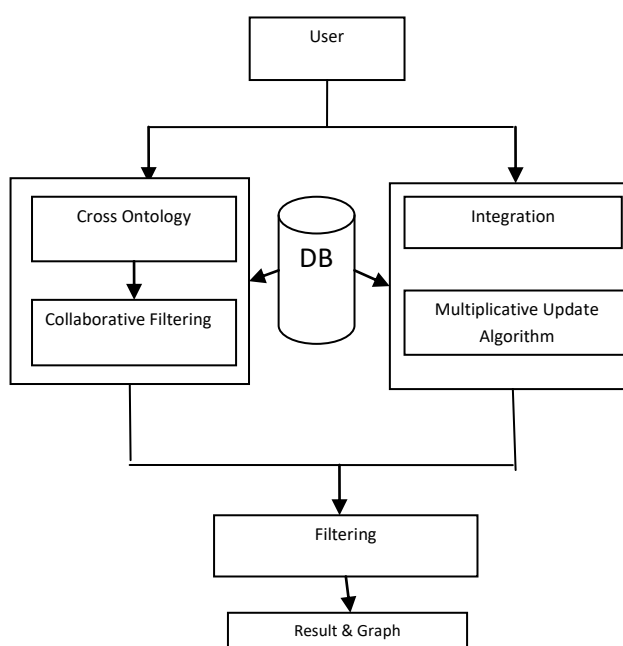 User
Cross Ontology
Collaborative Filtering
DB
Integration
Multiplicative Update
Algorithm
Filtering
Result & Graph